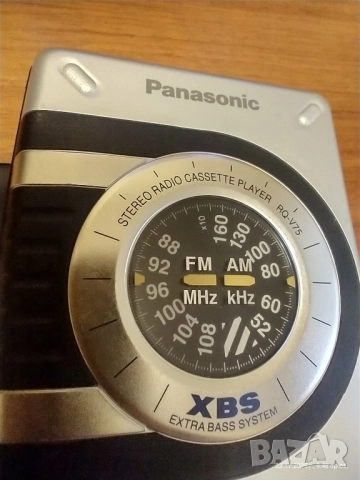 Panasonic
STEREO RADIO CASSETTE PLAYER RQ-V75
x10
88 160 130
92 FM AM 100
96 MHz kHz 80
100 60
104 52
108
XBS
EXTRA BASS SYSTEM
BAZAR